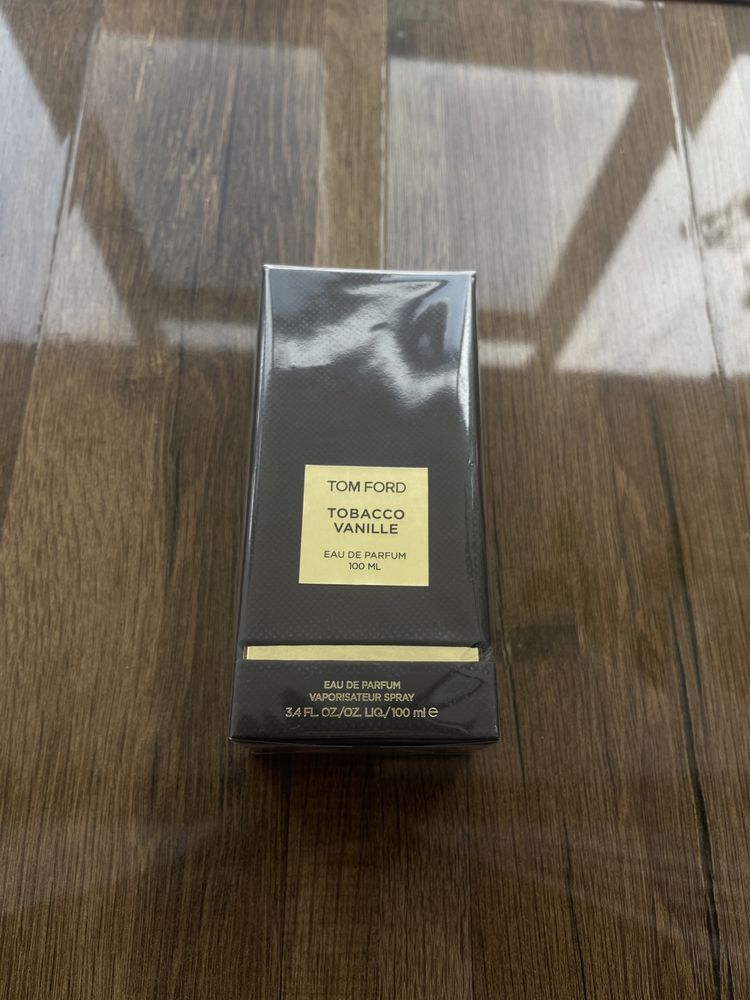 TOM FORD
TOBACCO
VANILLE
EAU DE PARFUM
100 ML
EAU DE PARFUM
VAPORISATEUR SPRAY
3.4 FL. OZ./OZ. LIQ./100 ml ℮